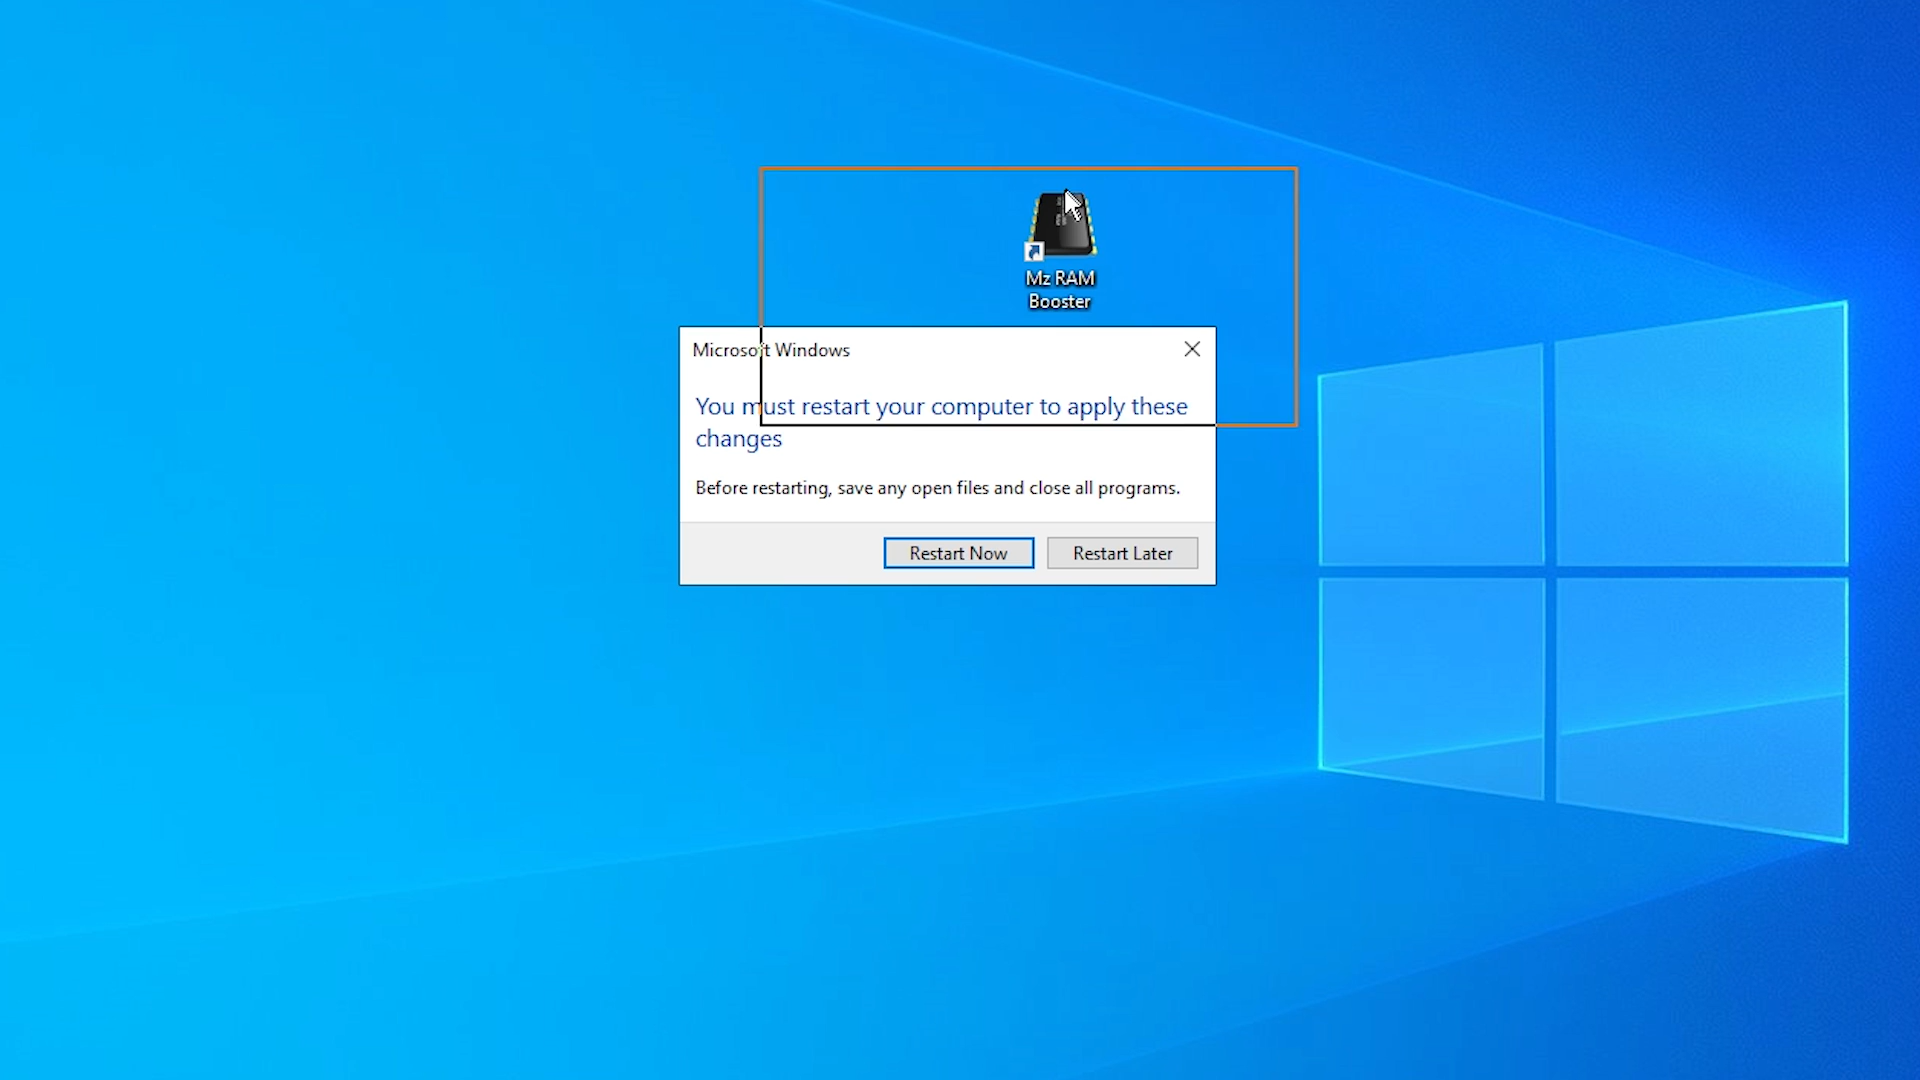 Mz RAM
Booster
Microsoft Windows
You must restart your computer to apply these
changes
Before restarting, save any open files and close all programs.
Restart Now
Restart Later